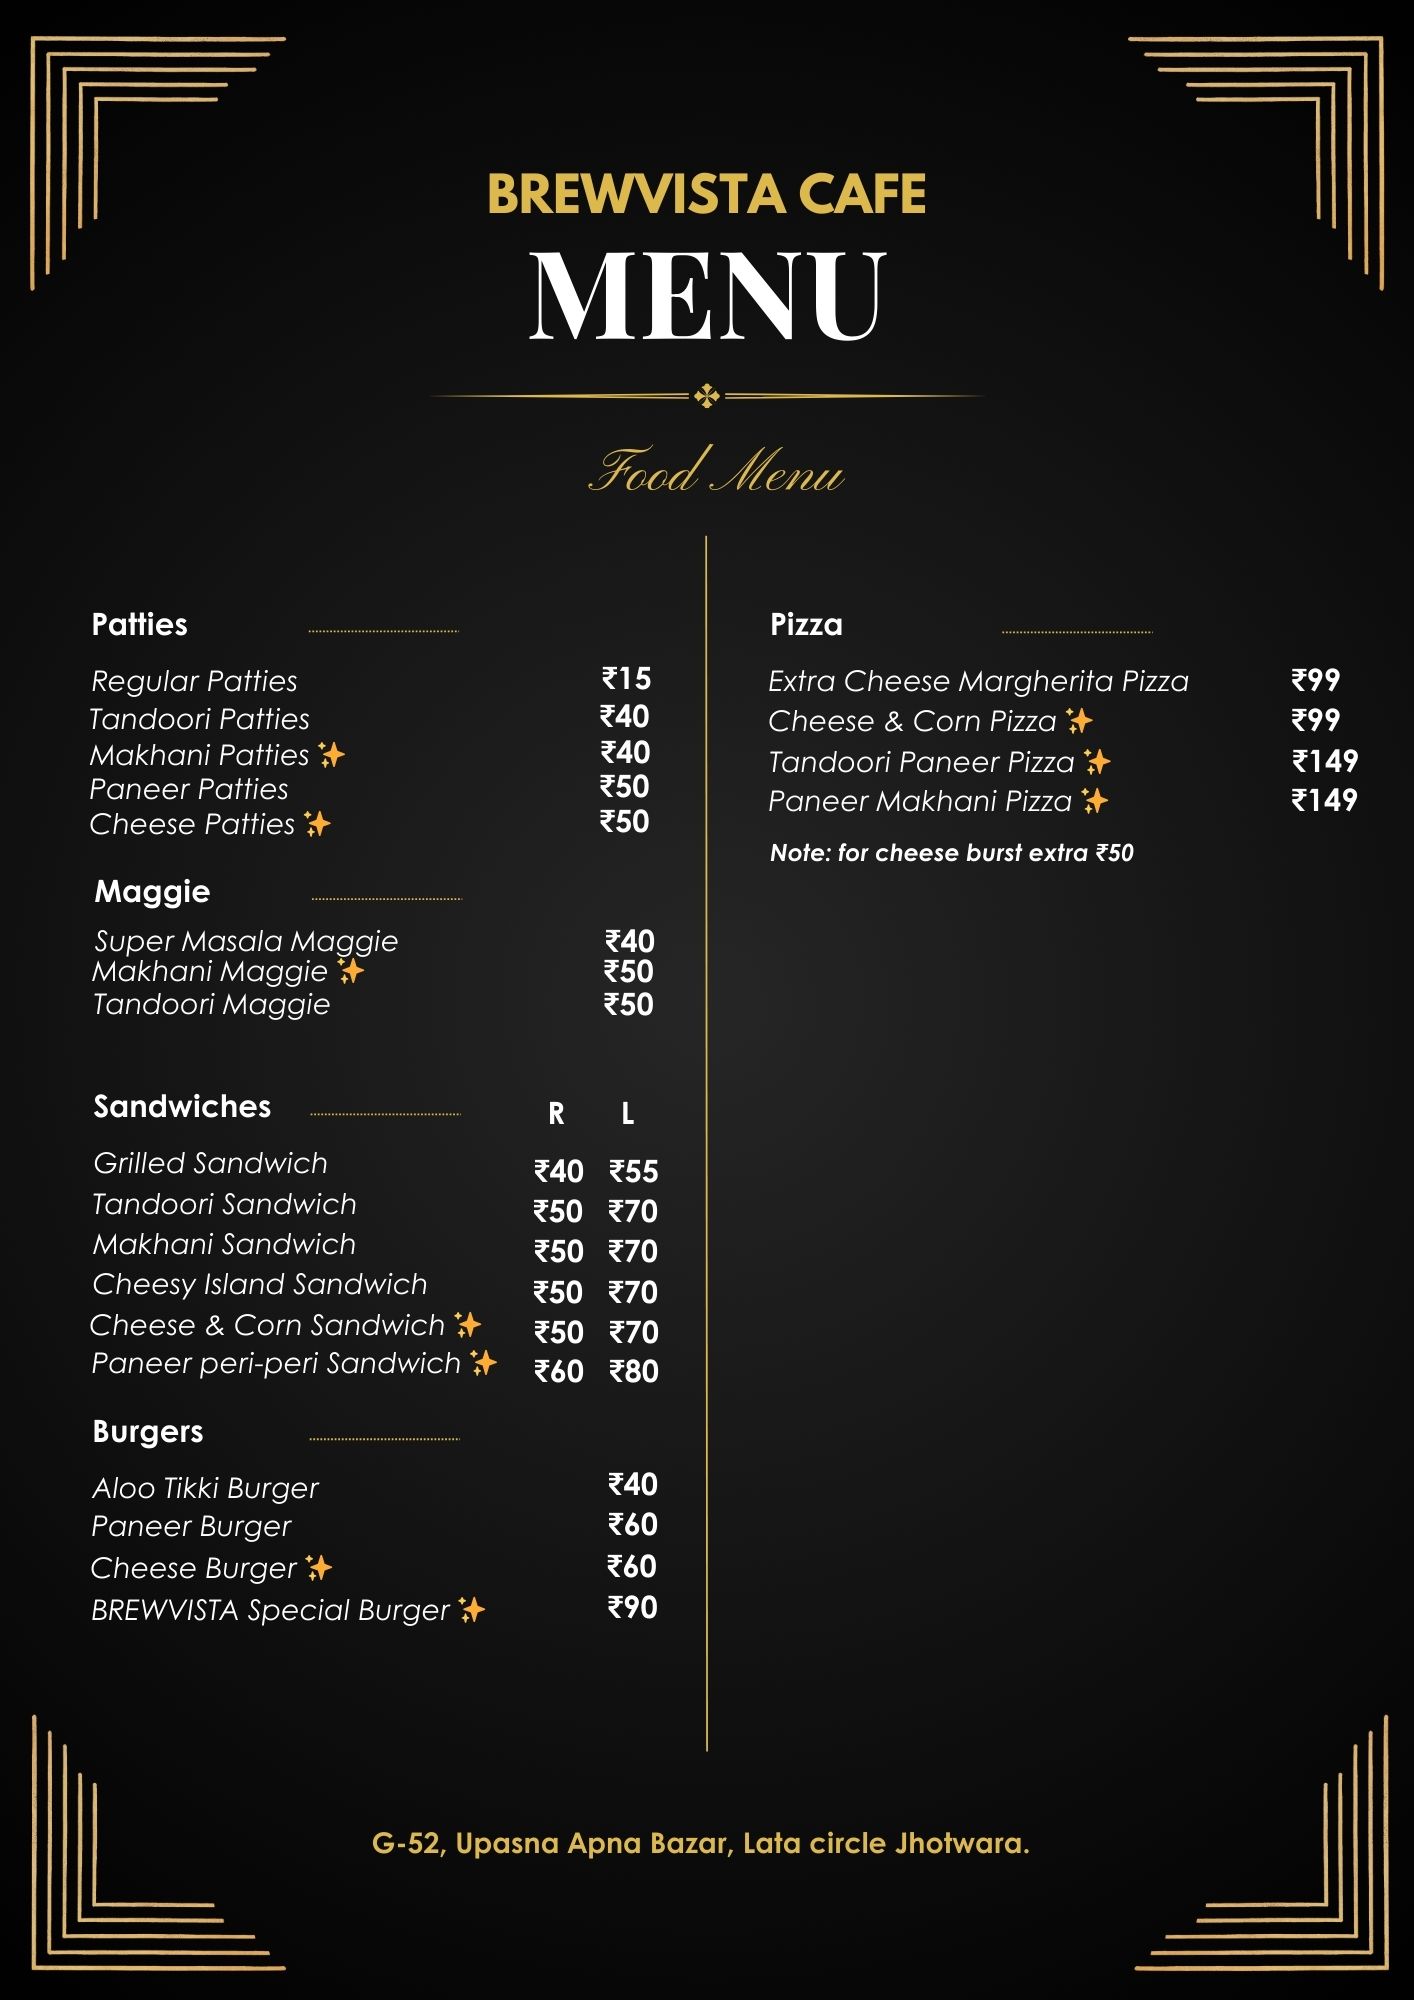 BREWVISTA CAFE
MENU
Food Menu
Patties
Regular Patties ₹15
Tandoori Patties ₹40
Makhani Patties ✨ ₹40
Paneer Patties ₹50
Cheese Patties ✨ ₹50
Maggie
Super Masala Maggie ₹40
Makhani Maggie ✨ ₹50
Tandoori Maggie ₹50
Sandwiches R L
Grilled Sandwich ₹40 ₹55
Tandoori Sandwich ₹50 ₹70
Makhani Sandwich ₹50 ₹70
Cheesy Island Sandwich ₹50 ₹70
Cheese & Corn Sandwich ✨ ₹50 ₹70
Paneer peri-peri Sandwich ✨ ₹60 ₹80
Burgers
Aloo Tikki Burger ₹40
Paneer Burger ₹60
Cheese Burger ✨ ₹60
BREWVISTA Special Burger ✨ ₹90
Pizza
Extra Cheese Margherita Pizza ₹99
Cheese & Corn Pizza ✨ ₹99
Tandoori Paneer Pizza ✨ ₹149
Paneer Makhani Pizza ✨ ₹149
Note: for cheese burst extra ₹50
G-52, Upasna Apna Bazar, Lata circle Jhotwara.